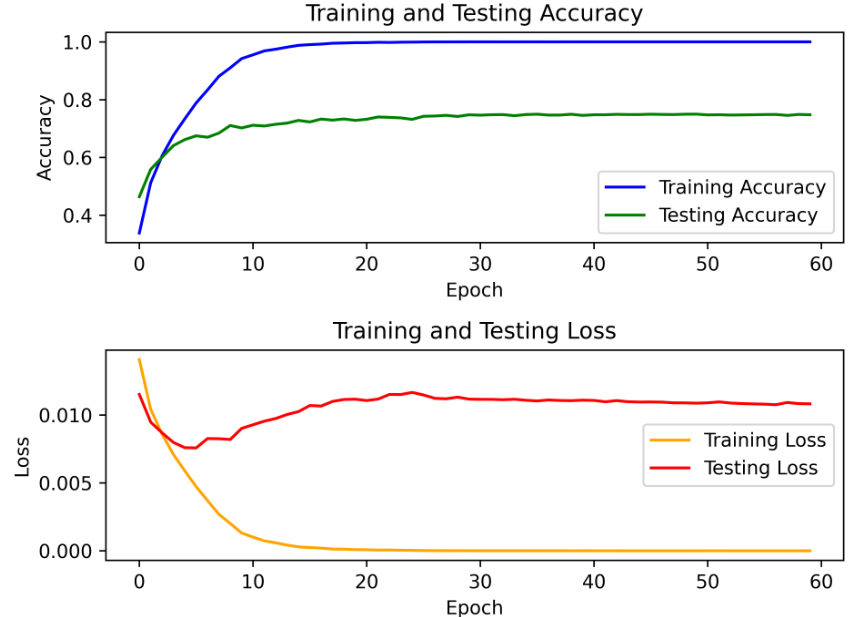 Training and Testing Accuracy
1.0
0.8
0.6
0.4
Accuracy
Training Accuracy
Testing Accuracy
0 10 20 30 40 50 60
Epoch
Training and Testing Loss
0.010
0.005
0.000
Loss
Training Loss
Testing Loss
0 10 20 30 40 50 60
Epoch